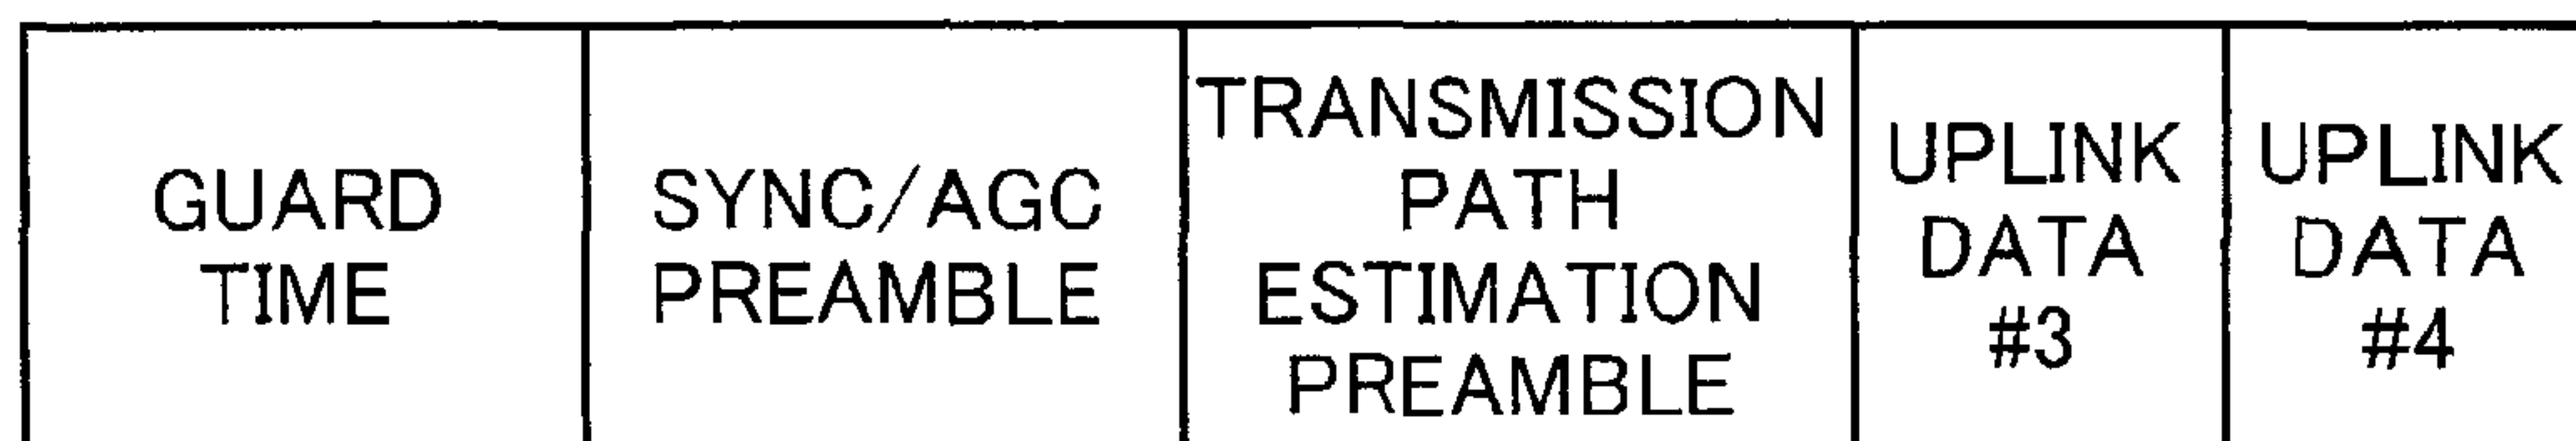 GUARD
TIME
SYNC/AGC
PREAMBLE
TRANSMISSION
PATH
ESTIMATION
PREAMBLE
UPLINK
DATA
#3
UPLINK
DATA
#4